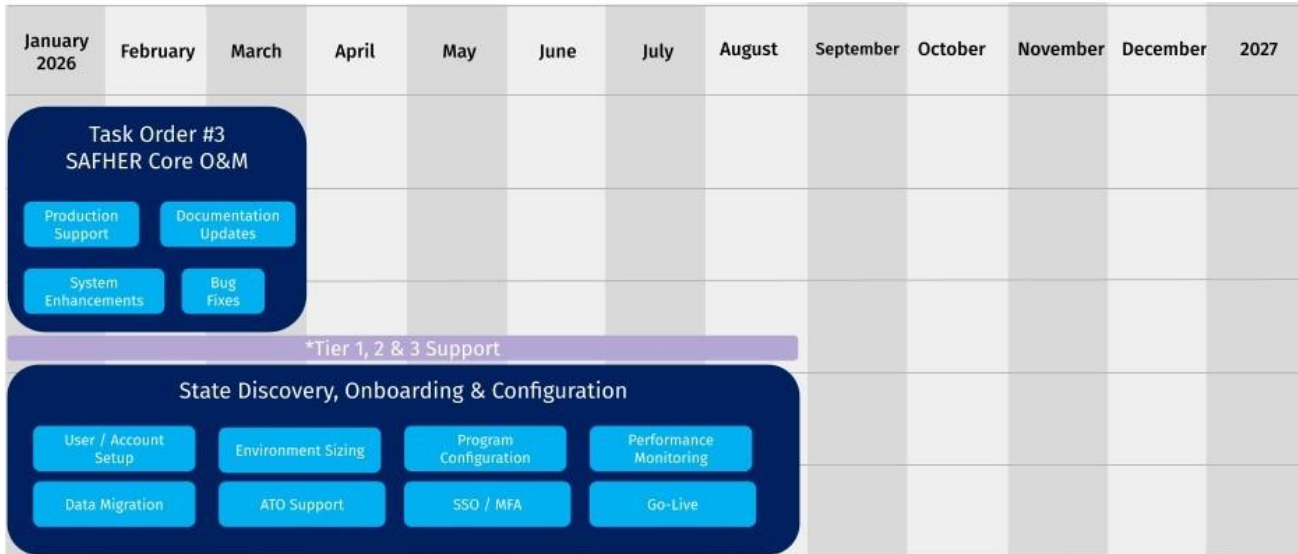 January
2026
February
March
April
May
June
July
August
September
October
November
December
2027
Task Order #3
SAFHER Core O&M
Production
Support
Documentation
Updates
System
Enhancements
Bug
Fixes
*Tier 1, 2 & 3 Support
State Discovery, Onboarding & Configuration
User / Account
Setup
Environment Sizing
Program
Configuration
Performance
Monitoring
Data Migration
ATO Support
SSO / MFA
Go-Live